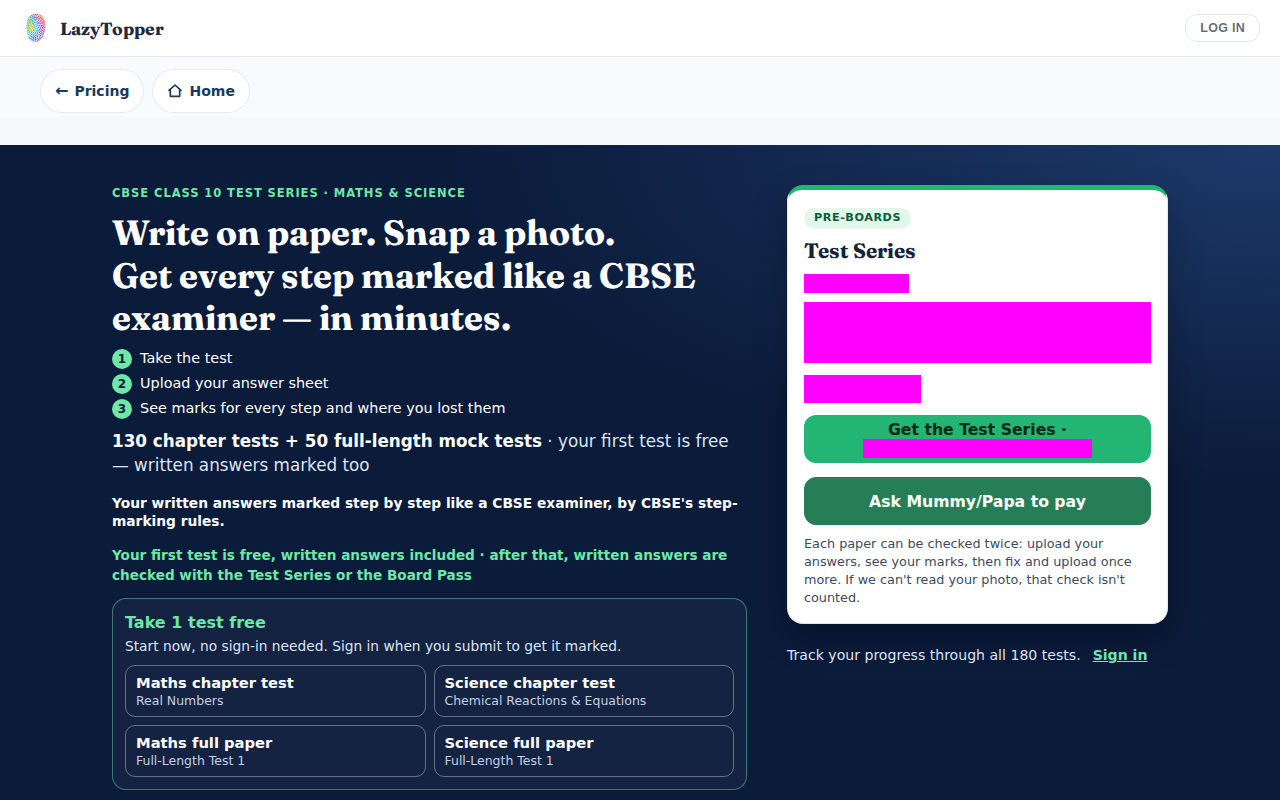 LazyTopper
LOG IN
← Pricing
Home
CBSE CLASS 10 TEST SERIES · MATHS & SCIENCE
Write on paper. Snap a photo.
Get every step marked like a CBSE
examiner — in minutes.
1 Take the test
2 Upload your answer sheet
3 See marks for every step and where you lost them
130 chapter tests + 50 full-length mock tests · your first test is free
— written answers marked too
Your written answers marked step by step like a CBSE examiner, by CBSE's step-
marking rules.
Your first test is free, written answers included · after that, written answers are
checked with the Test Series or the Board Pass
Take 1 test free
Start now, no sign-in needed. Sign in when you submit to get it marked.
Maths chapter test
Real Numbers
Science chapter test
Chemical Reactions & Equations
Maths full paper
Full-Length Test 1
Science full paper
Full-Length Test 1
PRE-BOARDS
Test Series
Get the Test Series ·
Ask Mummy/Papa to pay
Each paper can be checked twice: upload your
answers, see your marks, then fix and upload once
more. If we can't read your photo, that check isn't
counted.
Track your progress through all 180 tests. Sign in